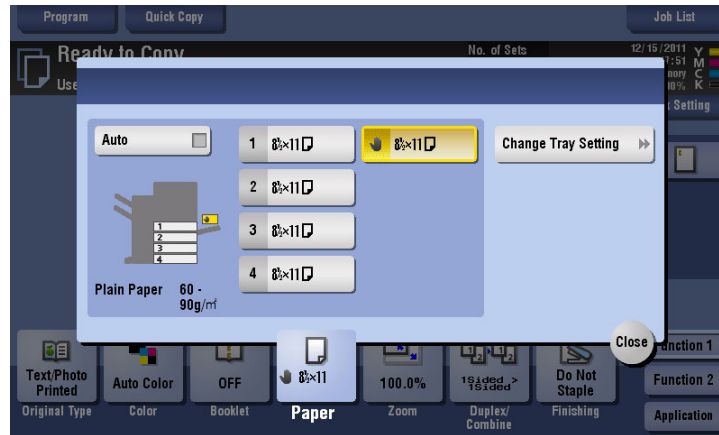 Program
Quick Copy
Job List
Ready to Copy
No. of Sets
12/15/2011
Y
M
C
K
Use
Setting
Auto
1 8½×11
8½×11
Change Tray Setting
2 8½×11
3 8½×11
4 8½×11
1
2
3
4
Plain Paper 60 -
90g/㎡
Close
Function 1
Text/Photo
Printed
Auto Color
OFF
8½×11
100.0%
1Sided >
1Sided
Do Not
Staple
Function 2
Original Type
Color
Booklet
Paper
Zoom
Duplex/
Combine
Finishing
Application